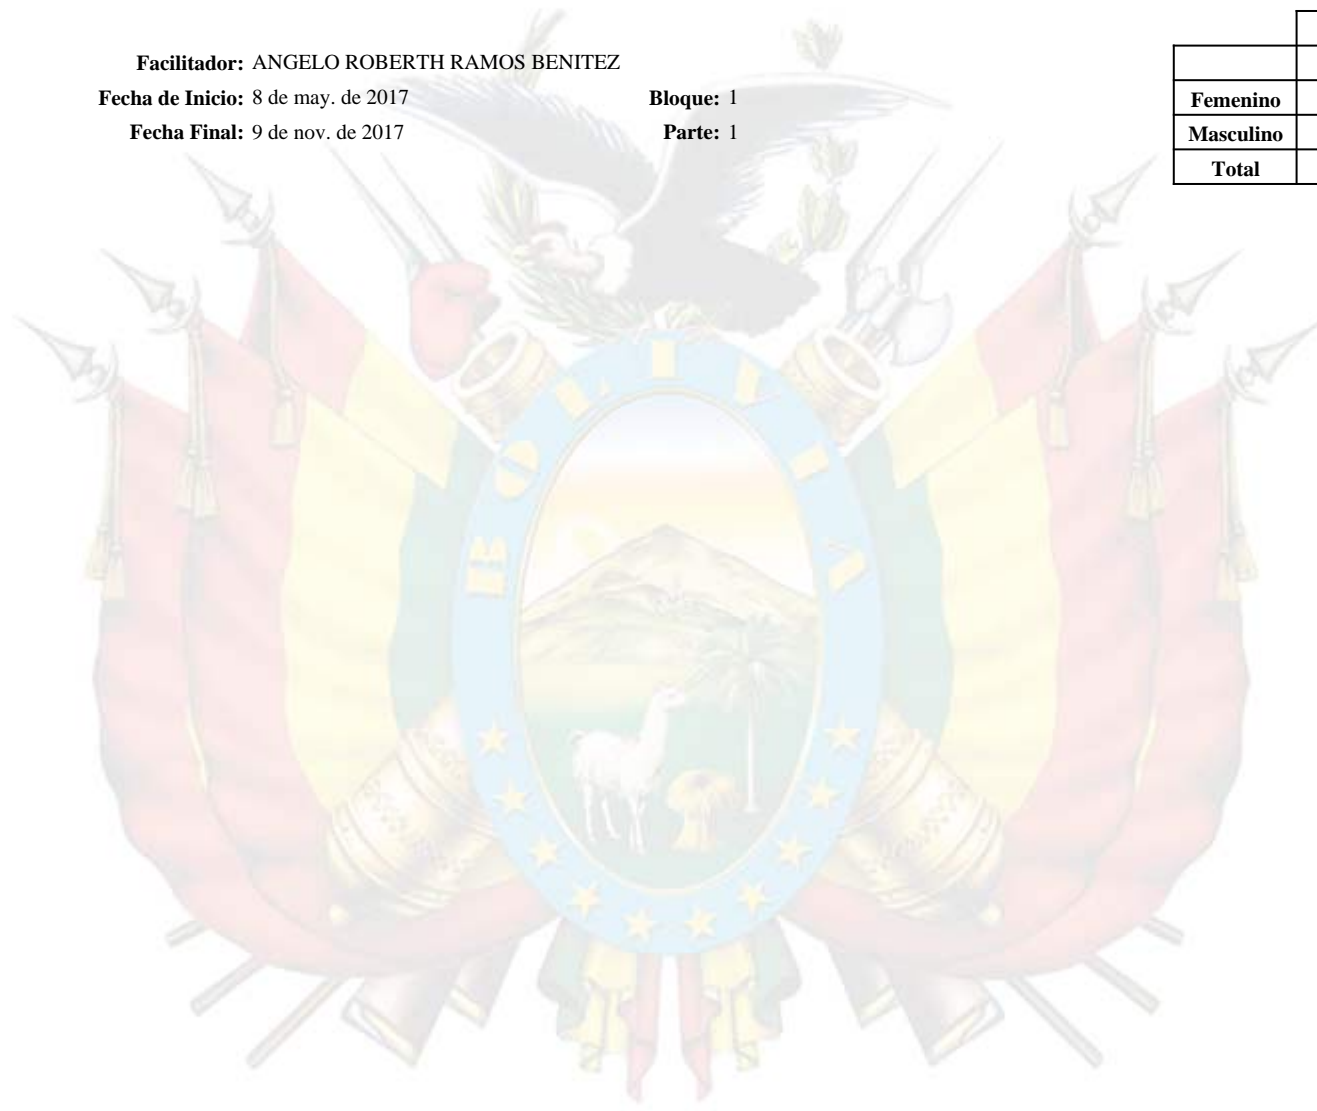 Facilitador: ANGELO ROBERTH RAMOS BENITEZ
Fecha de Inicio: 8 de may. de 2017 Bloque: 1
Fecha Final: 9 de nov. de 2017 Parte: 1
Femenino
Masculino
Total
BOLIVIA